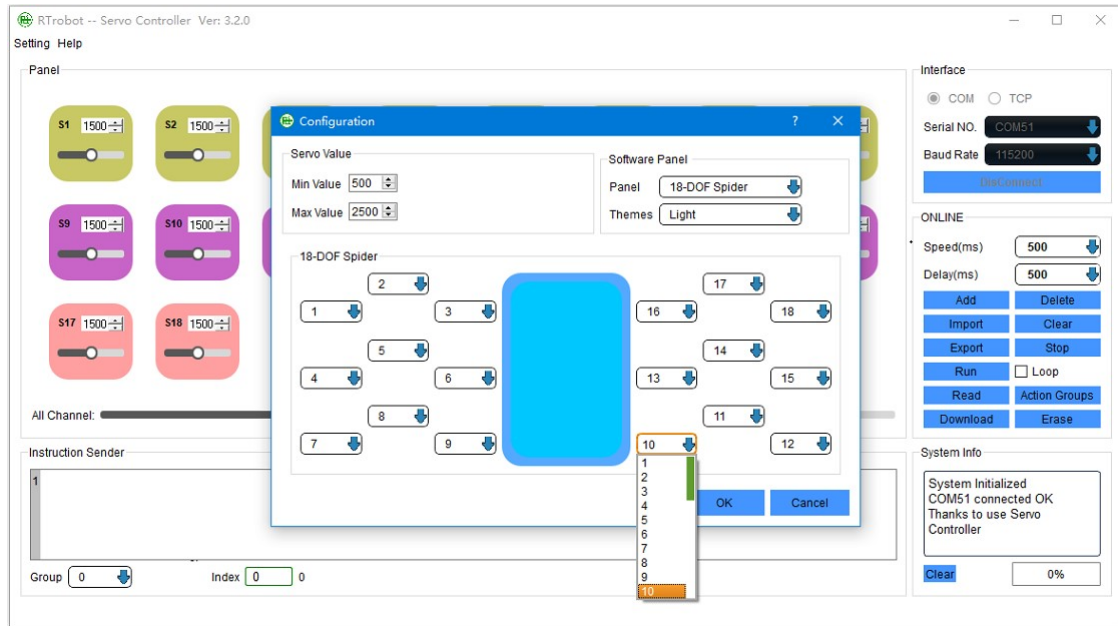 RTrobot -- Servo Controller Ver: 3.2.0
Setting Help
Panel
S1 1500
S2 1500
S9 1500
S10 1500
S17 1500
S18 1500
All Channel:
Configuration
Servo Value
Min Value 500
Max Value 2500
Software Panel
Panel 18-DOF Spider
Themes Light
18-DOF Spider
2 17
1 3 16 18
5 14
4 6 13 15
8 11
7 9 10 12
1
2
3
4
5
6
7
8
9
10
OK Cancel
Interface
COM TCP
Serial NO. COM51
Baud Rate 115200
DisConnect
ONLINE
Speed(ms) 500
Delay(ms) 500
Add Delete
Import Clear
Export Stop
Run Loop
Read Action Groups
Download Erase
Instruction Sender
1
Group 0 Index 0 0
System Info
System Initialized
COM51 connected OK
Thanks to use Servo
Controller
Clear 0%